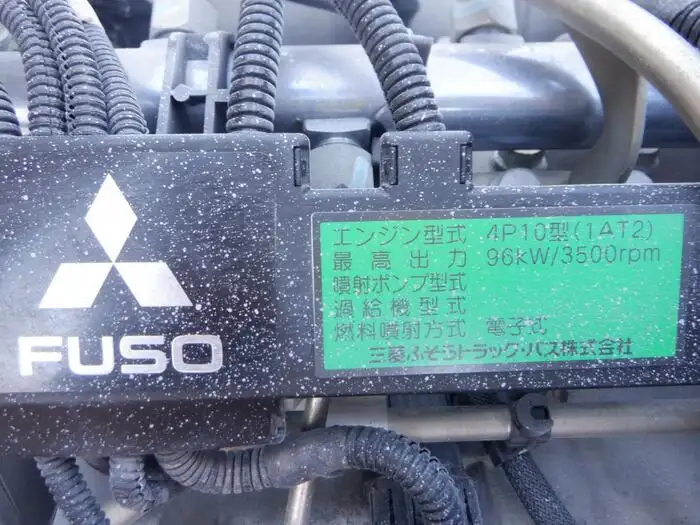 FUSO
エンジン型式 4P10型(1AT2)
最高出力 96kW/3500rpm
噴射ポンプ型式
過給機型式
燃料噴射方式 電子式
三菱ふそうトラック・バス株式会社